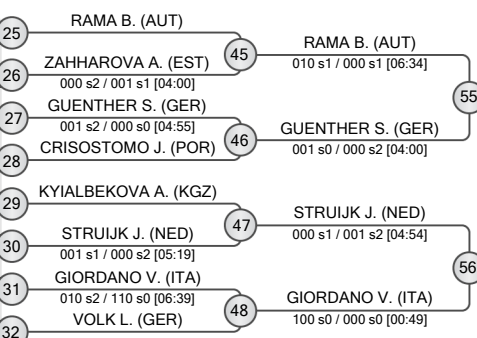 25
RAMA B. (AUT)
26
ZAHHAROVA A. (EST)
000 s2 / 001 s1 [04:00]
45
RAMA B. (AUT)
010 s1 / 000 s1 [06:34]
27
GUENTHER S. (GER)
001 s2 / 000 s0 [04:55]
28
CRISOSTOMO J. (POR)
46
GUENTHER S. (GER)
001 s0 / 000 s2 [04:00]
55
29
KYIALBEKOVA A. (KGZ)
30
STRUIJK J. (NED)
001 s1 / 000 s2 [05:19]
47
STRUIJK J. (NED)
000 s1 / 001 s2 [04:54]
31
GIORDANO V. (ITA)
010 s2 / 110 s0 [06:39]
32
VOLK L. (GER)
48
GIORDANO V. (ITA)
100 s0 / 000 s0 [00:49]
56